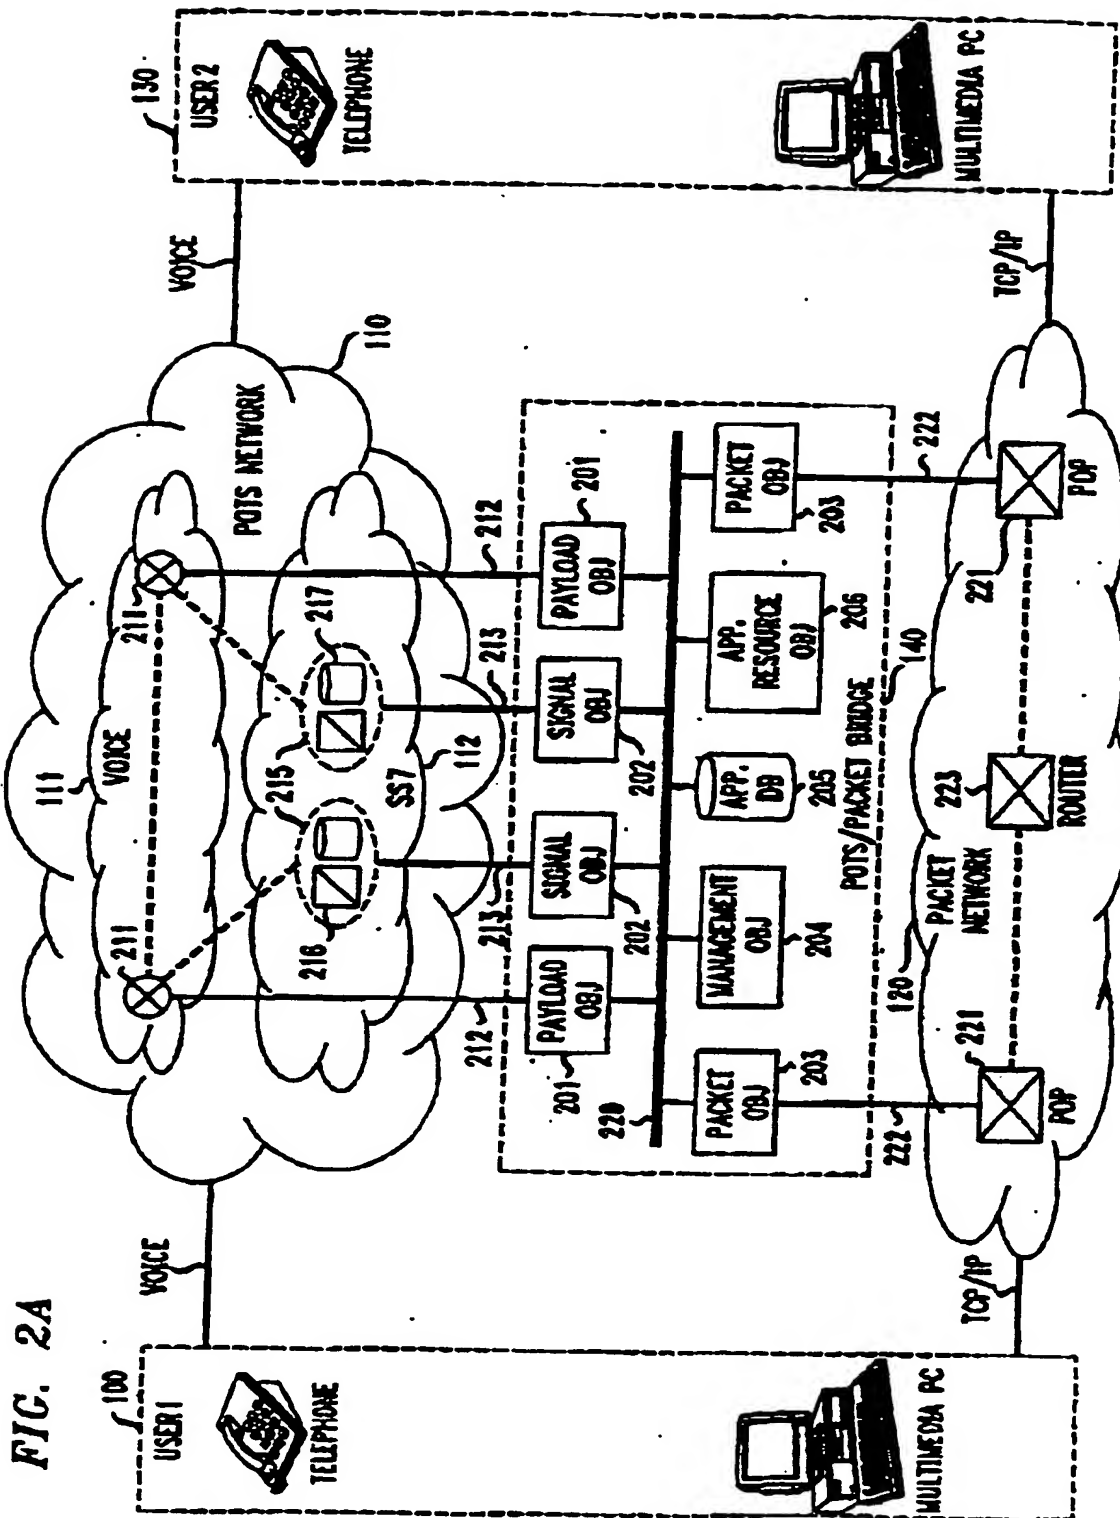 FIG. 2A
100
USER 1
TELEPHONE
MULTIMEDIA PC
VOICE
TCP/IP
130
USER 2
TELEPHONE
MULTIMEDIA PC
VOICE
TCP/IP
110
POTS NETWORK
111
VOICE
211
211
215
216
217
SS7
112
212
213
213
212
PAYLOAD
OBJ
201
SIGNAL
OBJ
202
SIGNAL
OBJ
202
PAYLOAD
OBJ
201
220
PACKET
OBJ
203
MANAGEMENT
OBJ
204
APP.
DB
205
APP.
RESOURCE
OBJ
206
PACKET
OBJ
203
POTS/PACKET BRIDGE
140
222
222
120
PACKET
NETWORK
221
POP
223
ROUTER
221
POP